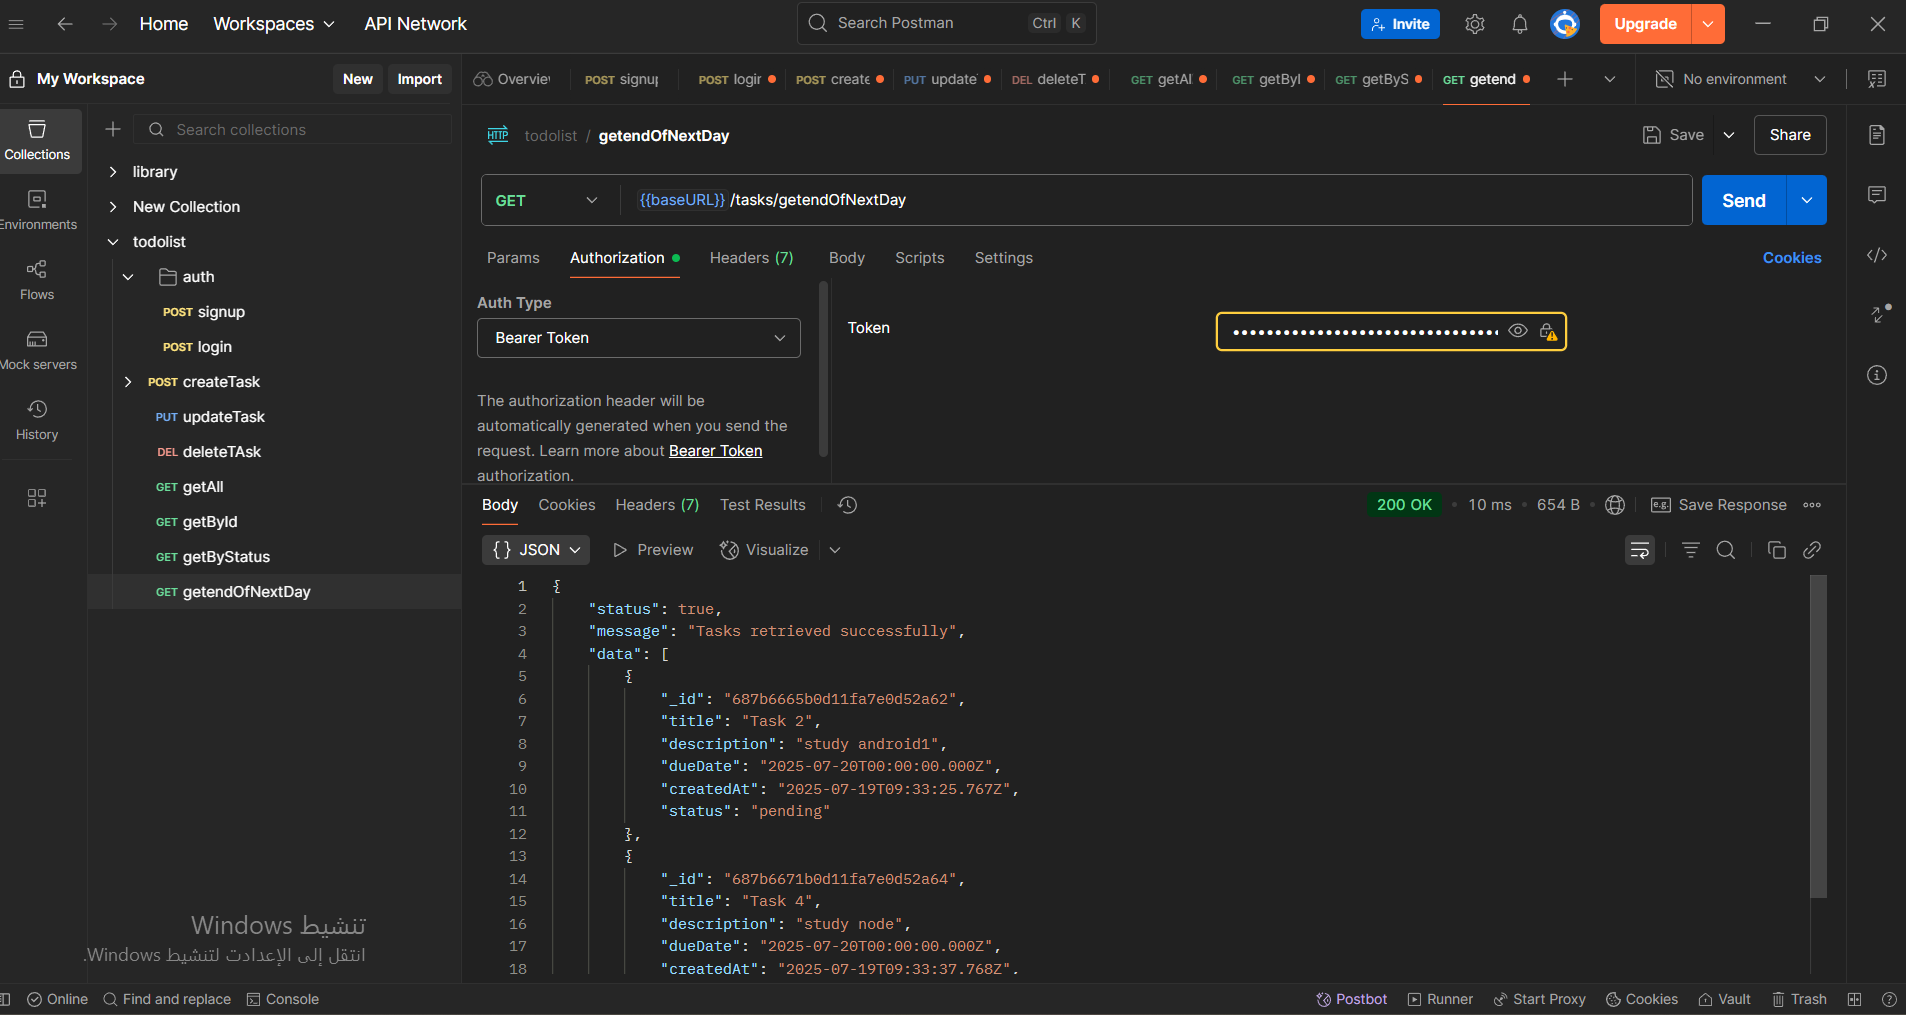 Home Workspaces API Network Search Postman Ctrl K Invite Upgrade
My Workspace New Import
Overvie POST signu POST login POST create PUT update DEL deleteT GET getAl GET getByI GET getByS GET getend No environment
Collections
Environments
Flows
Mock servers
History
Search collections
library
New Collection
todolist
auth
POST signup
POST login
POST createTask
PUT updateTask
DEL deleteTAsk
GET getAll
GET getById
GET getByStatus
GET getendOfNextDay
HTTP todolist / getendOfNextDay Save Share
GET {{baseURL}} /tasks/getendOfNextDay Send
Params Authorization Headers (7) Body Scripts Settings Cookies
Auth Type
Bearer Token
The authorization header will be
automatically generated when you send the
request. Learn more about Bearer Token
authorization.
Token
Body Cookies Headers (7) Test Results 200 OK • 10 ms • 654 B e.g. Save Response
{} JSON Preview Visualize
1 {
2 "status": true,
3 "message": "Tasks retrieved successfully",
4 "data": [
5 {
6 "_id": "687b6665b0d11fa7e0d52a62",
7 "title": "Task 2",
8 "description": "study android1",
9 "dueDate": "2025-07-20T00:00:00.000Z",
10 "createdAt": "2025-07-19T09:33:25.767Z",
11 "status": "pending"
12 },
13 {
14 "_id": "687b6671b0d11fa7e0d52a64",
15 "title": "Task 4",
16 "description": "study node",
17 "dueDate": "2025-07-20T00:00:00.000Z",
18 "createdAt": "2025-07-19T09:33:37.768Z",
تنشيط Windows
انتقل إلى الإعدادت لتنشيط Windows.
Online Find and replace Console Postbot Runner Start Proxy Cookies Vault Trash